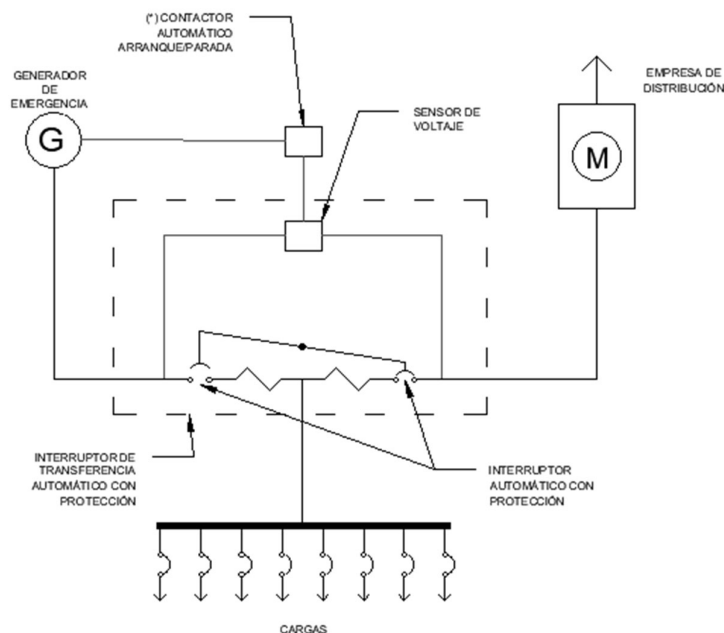 (*) CONTACTOR
AUTOMÁTICO
ARRANQUE/PARADA
GENERADOR
DE
EMERGENCIA
EMPRESA DE
DISTRIBUCIÓN
SENSOR DE
VOLTAJE
G
M
INTERRUPTOR DE
TRANSFERENCIA
AUTOMÁTICO CON
PROTECCIÓN
INTERRUPTOR
AUTOMÁTICO CON
PROTECCIÓN
CARGAS